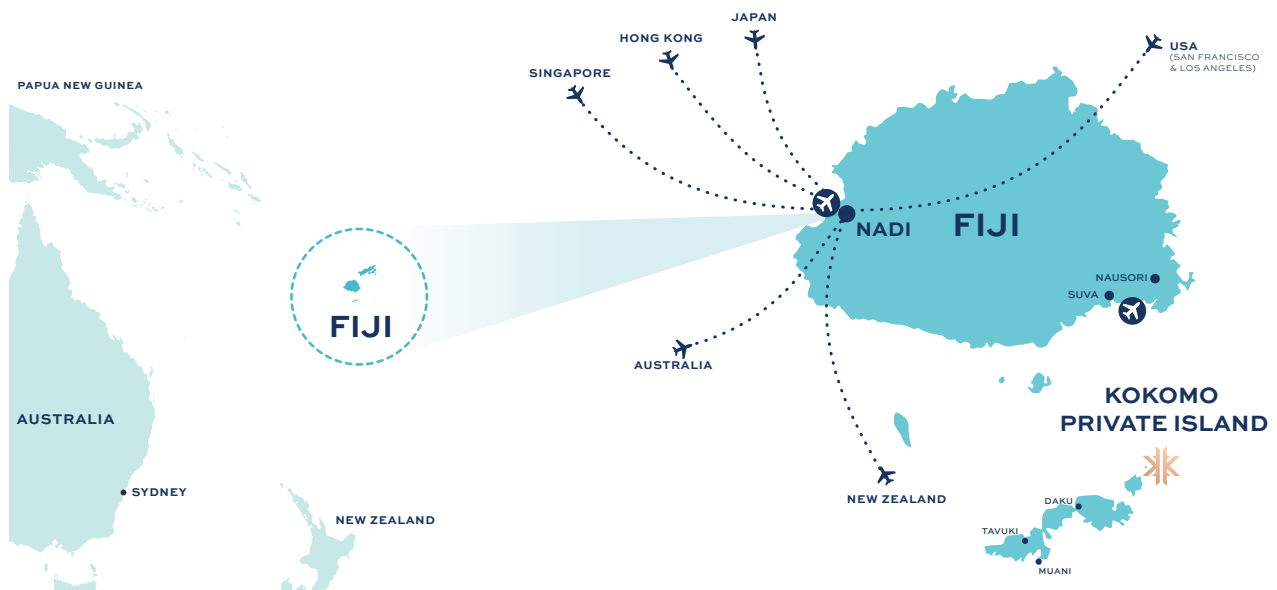 JAPAN
HONG KONG
USA
(SAN FRANCISCO
& LOS ANGELES)
SINGAPORE
PAPUA NEW GUINEA
NADI
FIJI
NAUSORI
SUVA
FIJI
AUSTRALIA
KOKOMO
PRIVATE ISLAND
AUSTRALIA
SYDNEY
NEW ZEALAND
DAKU
NEW ZEALAND
TAVUKI
MUANI